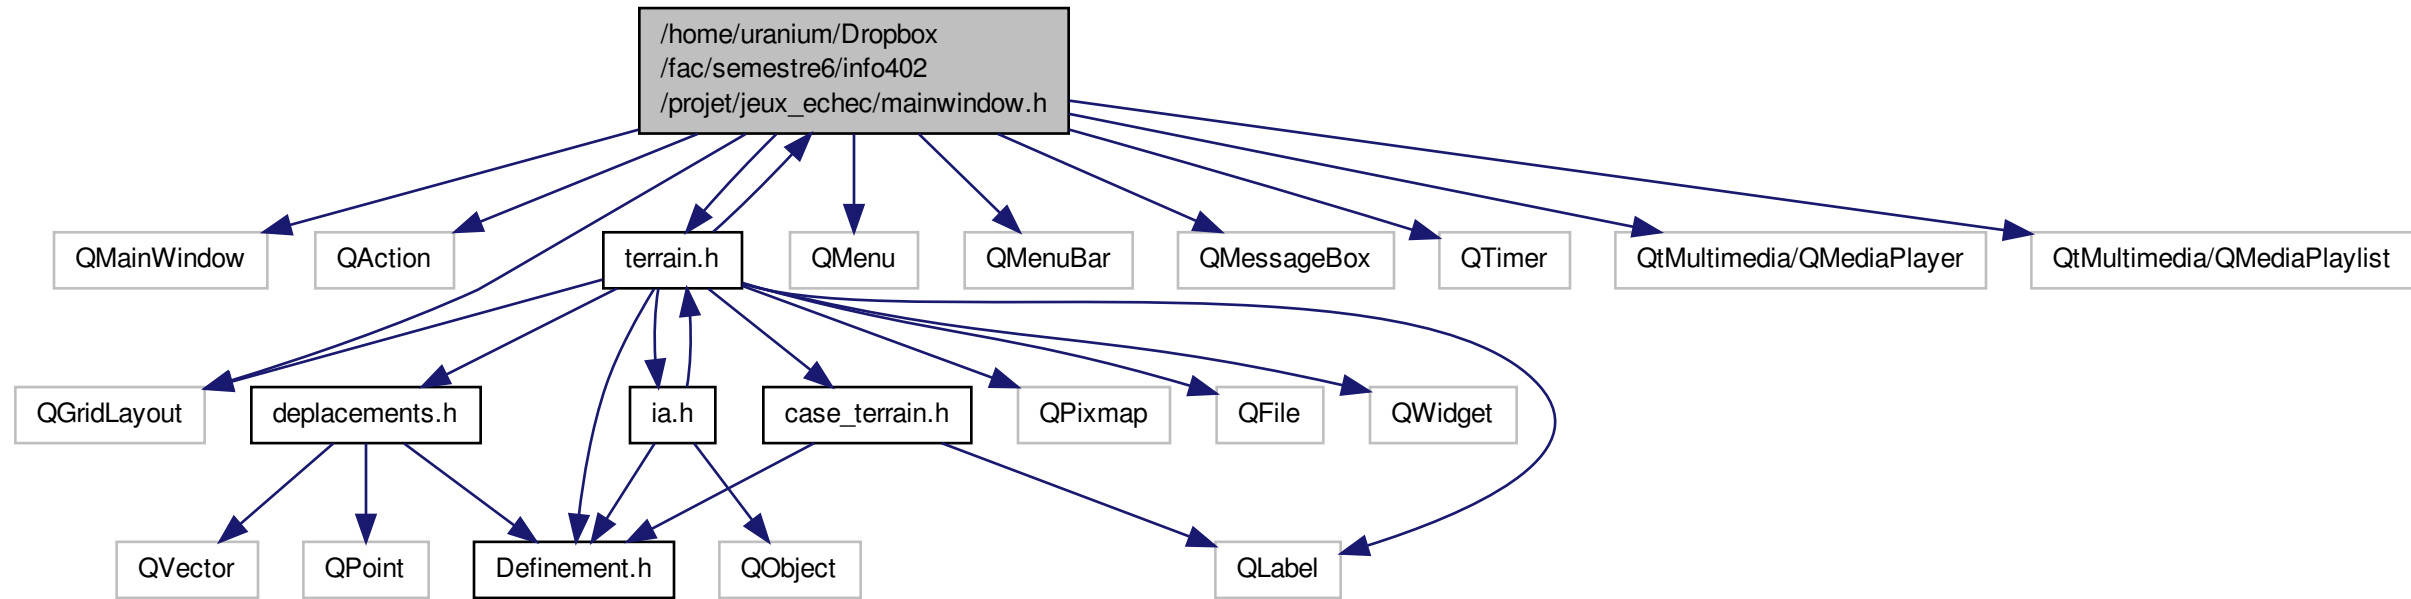 /home/uranium/Dropbox
/fac/semestre6/info402
/projet/jeux_echec/mainwindow.h
QMainWindow
QAction
terrain.h
QMenu
QMenuBar
QMessageBox
QTimer
QtMultimedia/QMediaPlayer
QtMultimedia/QMediaPlaylist
QGridLayout
deplacements.h
ia.h
case_terrain.h
QPixmap
QFile
QWidget
QVector
QPoint
Definement.h
QObject
QLabel